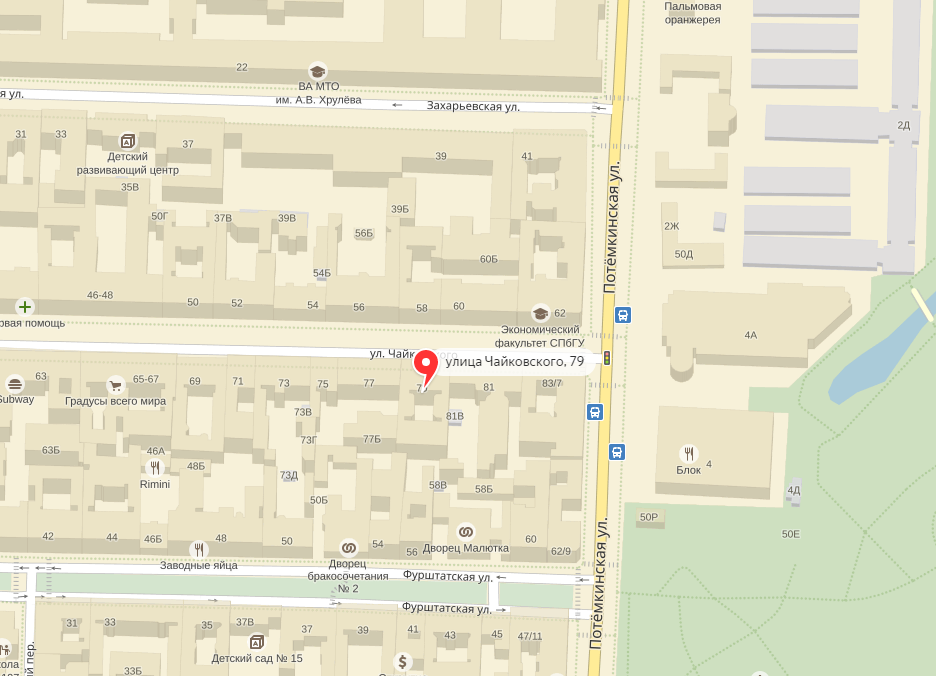 Пальмовая
оранжерея
22
ВА МТО
им. А.В. Хрулёва
я ул.
Захарьевская ул.
2Д
31
33
37
39
41
Детский
развивающий центр
35В
50Г
37В
39В
39Б
56Б
54Б
60Б
Потёмкинская ул.
2Ж
50Д
46-48
50
52
54
56
58
60
62
рвая помощь
Экономический
факультет СПбГУ
4А
ул. Чайковского
улица Чайковского, 79
63
65-67
69
71
73
75
77
81
83/7
Subway
Градусы всего мира
73В
81В
63Б
46А
73Г
77Б
Rimini
48Б
73Д
50Б
58В
58Б
Блок
4
4Д
50Р
50Е
42
44
46Б
48
50
54
56
Дворец Малютка
60
62/9
Заводные яйца
Дворец
бракосочетания
№ 2
Фурштатская ул.
Фурштатская ул.
Потёмкинская ул.
31
33
35
37В
37
39
41
43
45
47/11
Детский сад № 15
33Б
ий пер.